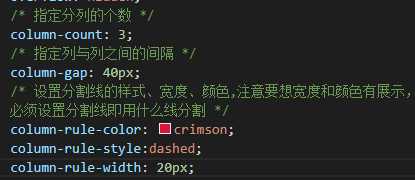 /* 指定分列的个数 */
column-count: 3;
/* 指定列与列之间的间隔 */
column-gap: 40px;
/* 设置分割线的样式、宽度、颜色,注意要想宽度和颜色有展示,
必须设置分割线即用什么线分割 */
column-rule-color: crimson;
column-rule-style:dashed;
column-rule-width: 20px;